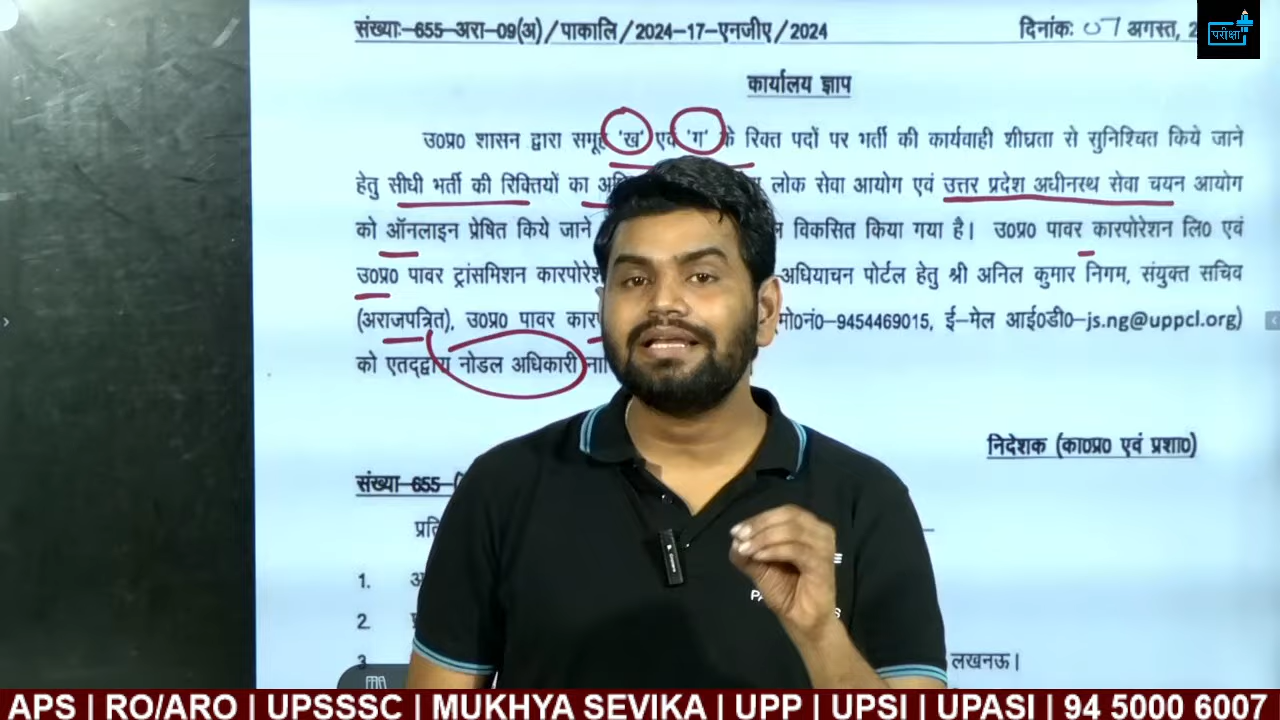 संख्याः-655-अरा-09(अ)/पाकालि/2024-17-एनजीए/2024 दिनांकः 07 अगस्त, 2
परीक्षा
कार्यालय ज्ञाप
उ0प्र0 शासन द्वारा समूह 'ख' एवं 'ग' के रिक्त पदों पर भर्ती की कार्यवाही शीघ्रता से सुनिश्चित किये जाने
हेतु सीधी भर्ती की रिक्तियों का लोक सेवा आयोग एवं उत्तर प्रदेश अधीनस्थ सेवा चयन आयोग
को ऑनलाइन प्रेषित किये जाने विकसित किया गया है। उ0प्र0 पावर कारपोरेशन लि0 एवं
उ0प्र0 पावर ट्रांसमिशन कारपोरेश अधियाचन पोर्टल हेतु श्री अनिल कुमार निगम, संयुक्त सचिव
(अराजपत्रित), उ0प्र0 पावर कार मो0नं0-9454469015, ई-मेल आई0डी0-js.ng@uppcl.org)
को एतद्द्वारा नोडल अधिकारी ना
निदेशक (का0प्र0 एवं प्रशा0)
संख्या-655-(
प्रति
1.
2.
3
लखनऊ।
APS | RO/ARO | UPSSSC | MUKHYA SEVIKA | UPP | UPSI | UPASI | 94 5000 6007